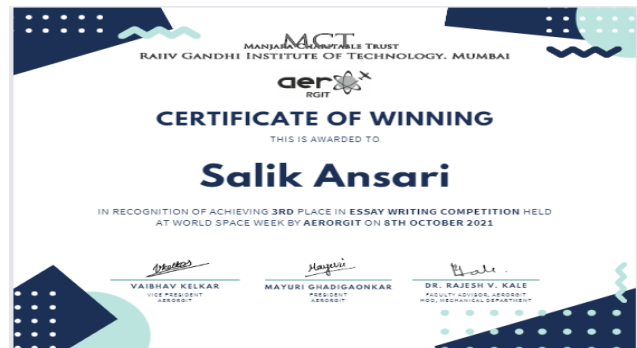 MCT
MANJARA CHARITABLE TRUST
RAJIV GANDHI INSTITUTE OF TECHNOLOGY. MUMBAI
aer x
RGIT
CERTIFICATE OF WINNING
THIS IS AWARDED TO
Salik Ansari
IN RECOGNITION OF ACHIEVING 3RD PLACE IN ESSAY WRITING COMPETITION HELD
AT WORLD SPACE WEEK BY AERORGIT ON 8TH OCTOBER 2021
Mayuri
Kale.
VAIBHAV KELKAR
VICE PRESIDENT
AERORGIT
MAYURI GHADIGAONKAR
PRESIDENT
AERORGIT
DR. RAJESH V. KALE
FACULTY ADVISOR, AERORGIT
HOD, MECHANICAL DEPARTMENT